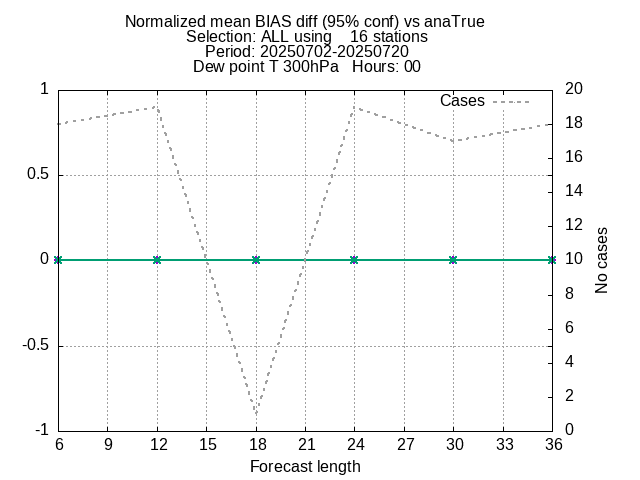 Normalized mean BIAS diff (95% conf) vs anaTrue
Selection: ALL using    16 stations
Period: 20250702-20250720
Dew point T 300hPa   Hours: 00
Cases
1
0.5
0
-0.5
-1
20
18
16
14
12
10
8
6
4
2
0
No cases
6 9 12 15 18 21 24 27 30 33 36
Forecast length